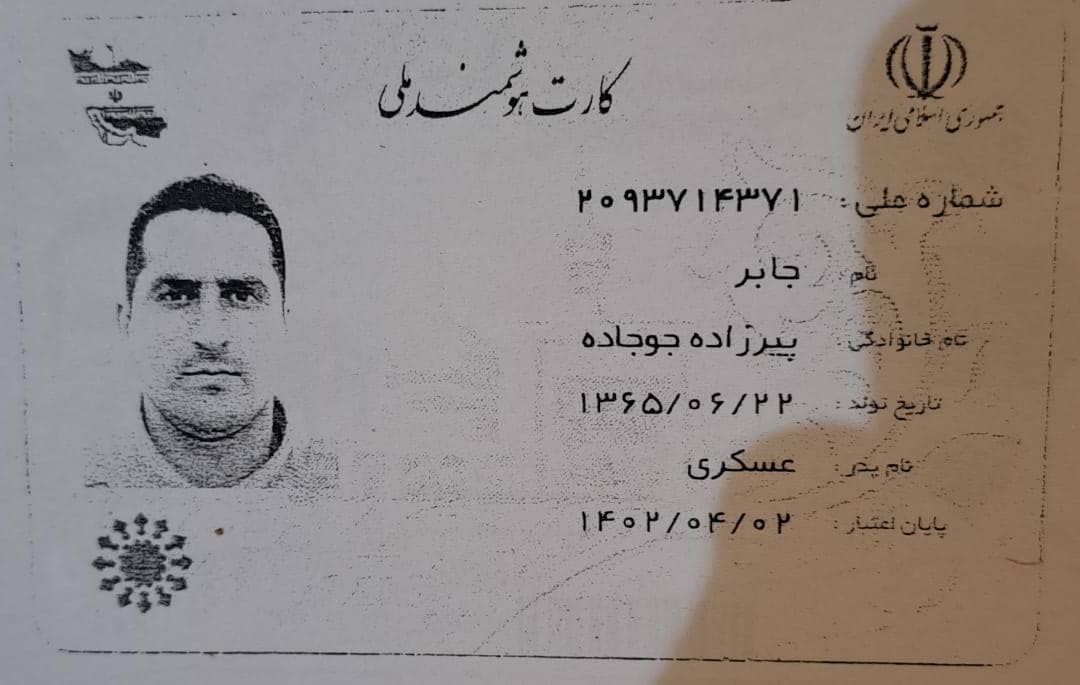 کارت هوشمند ملی
جمهوری اسلامی ایران
شماره ملی: ۲۰۹۳۷۱۴۳۷۱
نام: جابر
نام خانوادگی: پیرزاده جوجاده
تاریخ تولد: ۱۳۶۵/۰۶/۲۲
نام پدر: عسکری
پایان اعتبار: ۱۴۰۲/۰۴/۰۲